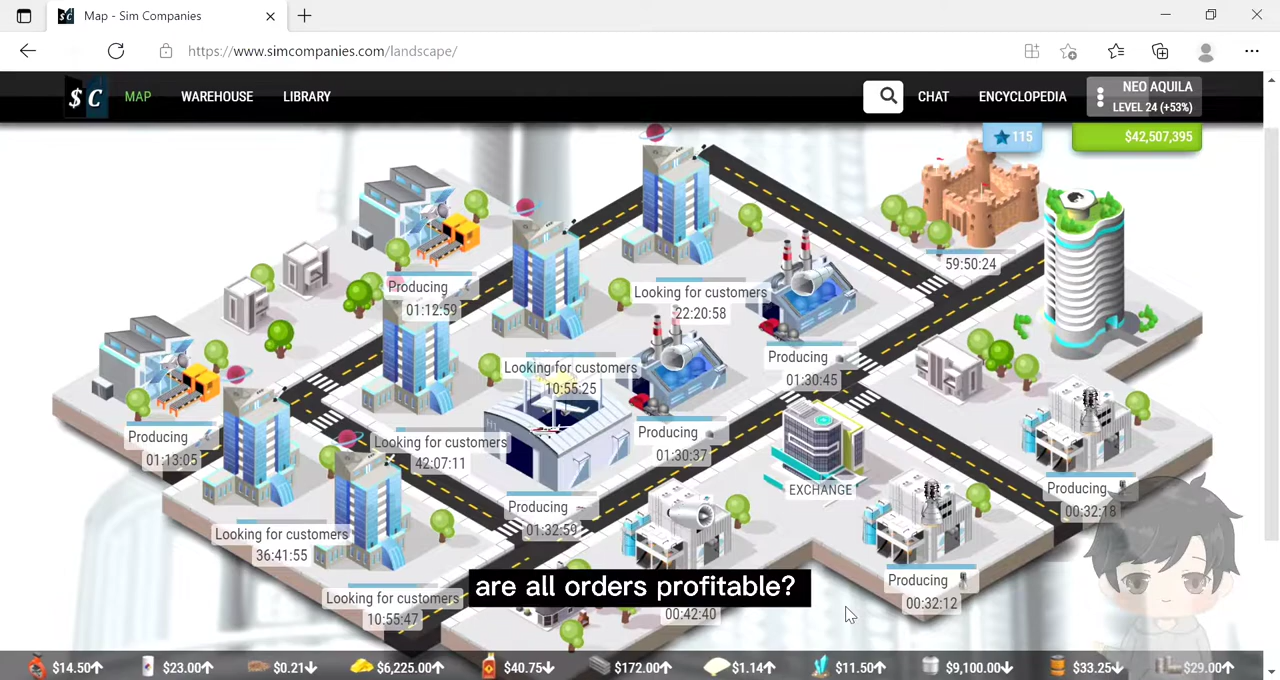 Map - Sim Companies
https://www.simcompanies.com/landscape/
$ C
MAP
WAREHOUSE
LIBRARY
CHAT
ENCYCLOPEDIA
NEO AQUILA
LEVEL 24 (+53%)
115
$42,507,395
59:50:24
Producing
01:12:59
Looking for customers
22:20:58
Producing
01:30:45
Looking for customers
10:55:25
Producing
01:13:05
Looking for customers
42:07:11
Producing
01:30:37
EXCHANGE
Producing
00:32:18
Producing
01:32:59
Looking for customers
36:41:55
Looking for customers
10:55:47
Producing
00:32:12
00:42:40
are all orders profitable?
$14.50↑
$23.00↑
$0.21↓
$6,225.00↑
$40.75↓
$172.00↑
$1.14↑
$11.50↑
$9,100.00↓
$33.25↓
$29.00↑